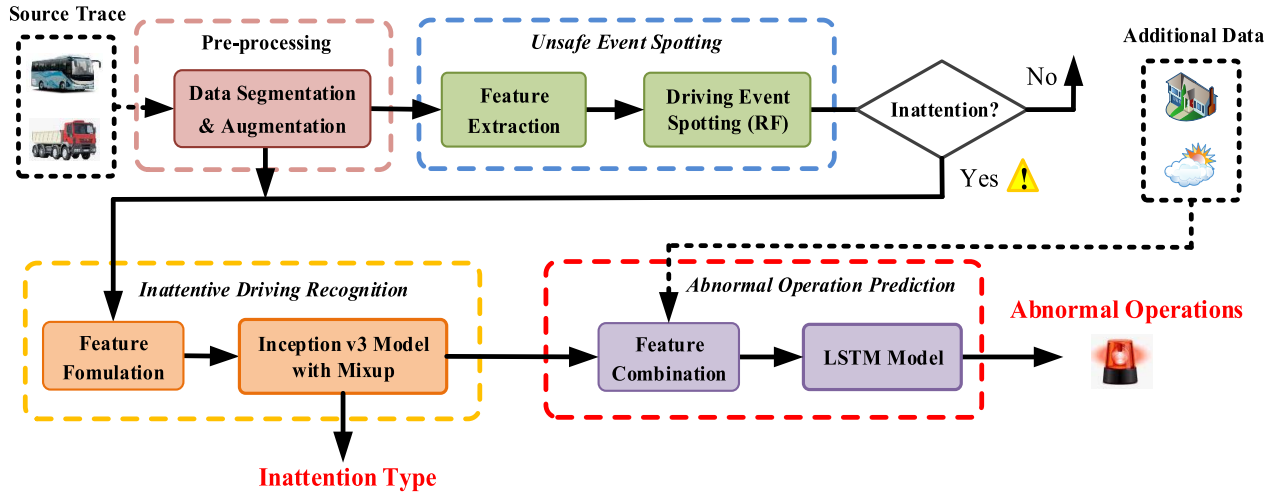 Source Trace
Pre-processing
Data Segmentation
& Augmentation
Unsafe Event Spotting
Feature
Extraction
Driving Event
Spotting (RF)
Inattention?
No
Yes
Additional Data
Inattentive Driving Recognition
Feature
Fomulation
Inception v3 Model
with Mixup
Inattention Type
Abnormal Operation Prediction
Feature
Combination
LSTM Model
Abnormal Operations